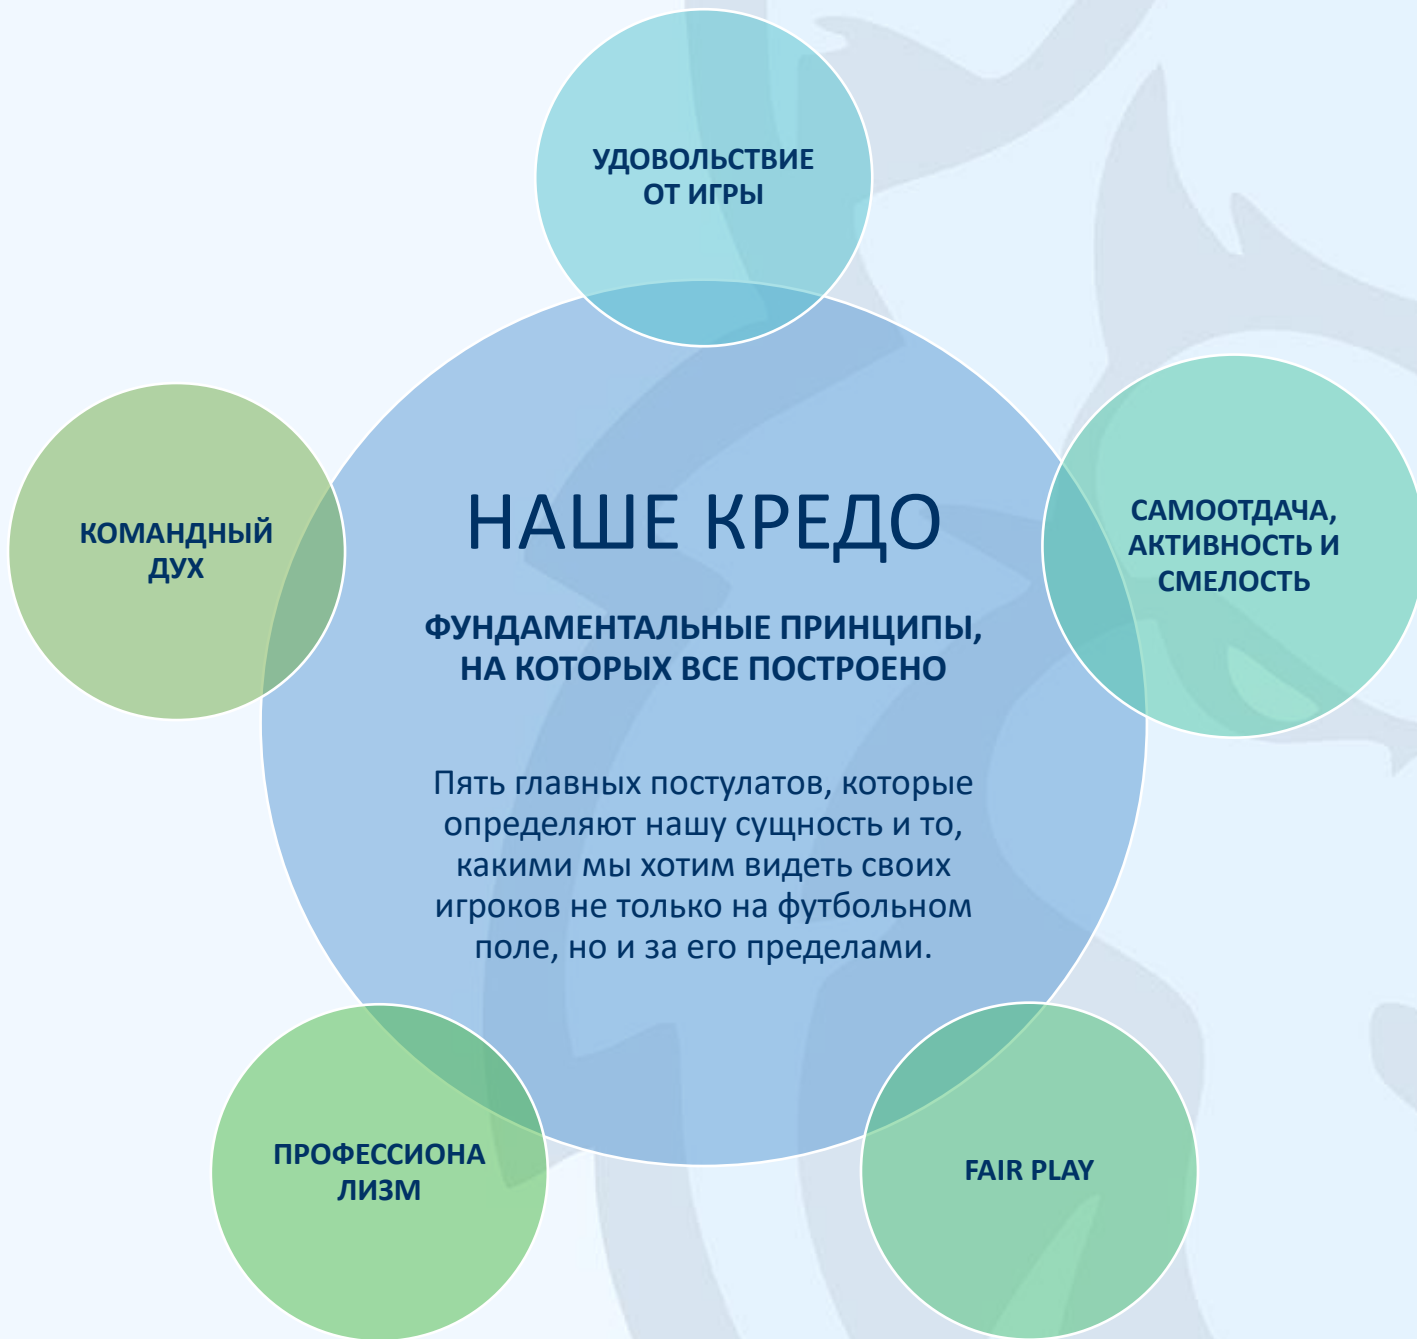 УДОВОЛЬСТВИЕ
ОТ ИГРЫ
КОМАНДНЫЙ
ДУХ
НАШЕ КРЕДО
ФУНДАМЕНТАЛЬНЫЕ ПРИНЦИПЫ,
НА КОТОРЫХ ВСЕ ПОСТРОЕНО
Пять главных постулатов, которые
определяют нашу сущность и то,
какими мы хотим видеть своих
игроков не только на футбольном
поле, но и за его пределами.
САМООТДАЧА,
АКТИВНОСТЬ И
СМЕЛОСТЬ
ПРОФЕССИОНА
ЛИЗМ
FAIR PLAY